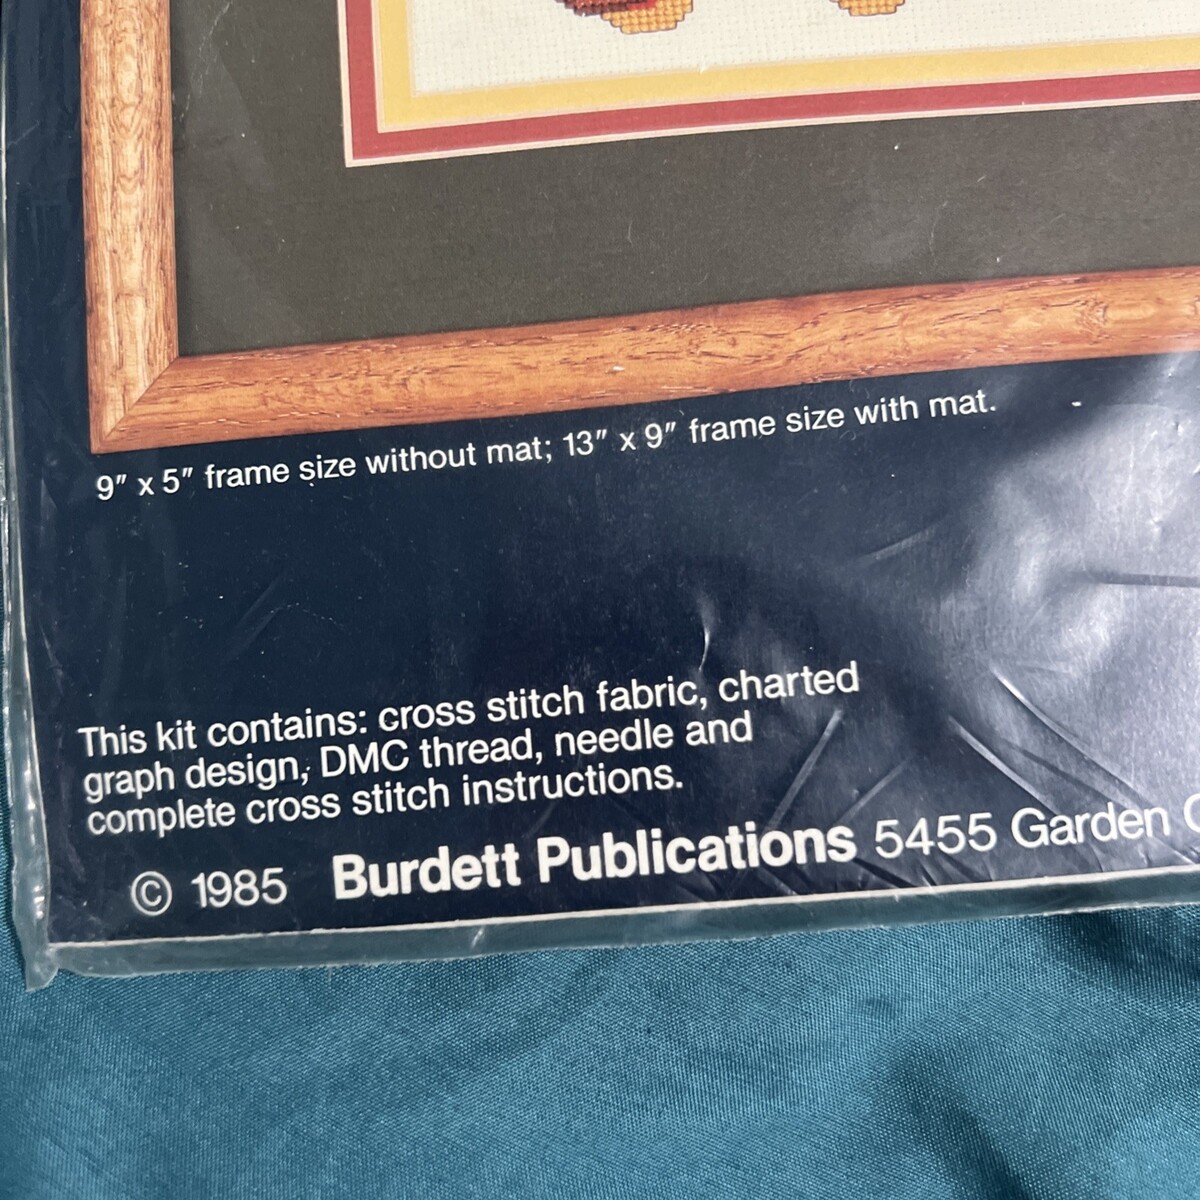 9" x 5" frame size without mat; 13" x 9" frame size with mat.
This kit contains: cross stitch fabric, charted
graph design, DMC thread, needle and
complete cross stitch instructions.
© 1985 Burdett Publications 5455 Garden